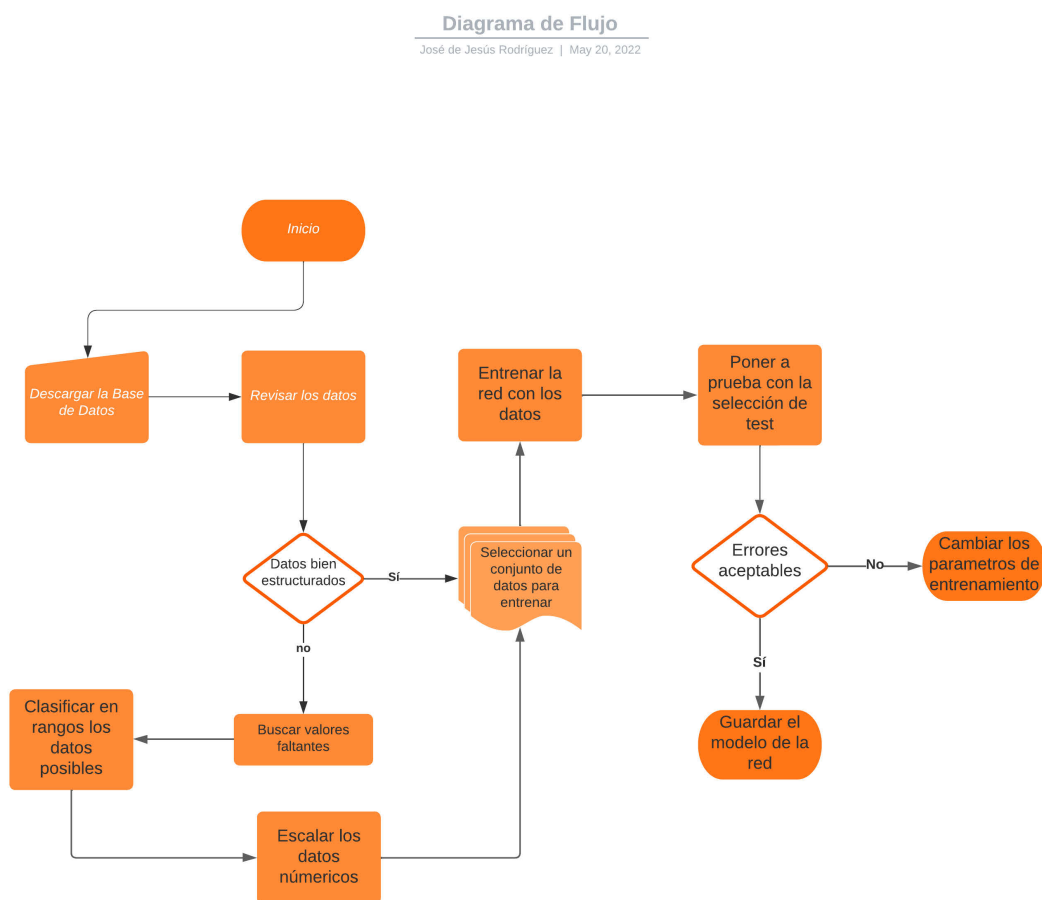 Diagrama de Flujo
José de Jesús Rodríguez | May 20, 2022
Inicio
Descargar la Base
de Datos
Revisar los datos
Entrenar la
red con los
datos
Poner a
prueba con la
selección de
test
Datos bien
estructurados
Sí
Seleccionar un
conjunto de
datos para
entrenar
Errores
aceptables
No
Cambiar los
parametros de
entrenamiento
no
Sí
Clasificar en
rangos los
datos
posibles
Buscar valores
faltantes
Guardar el
modelo de la
red
Escalar los
datos
númericos